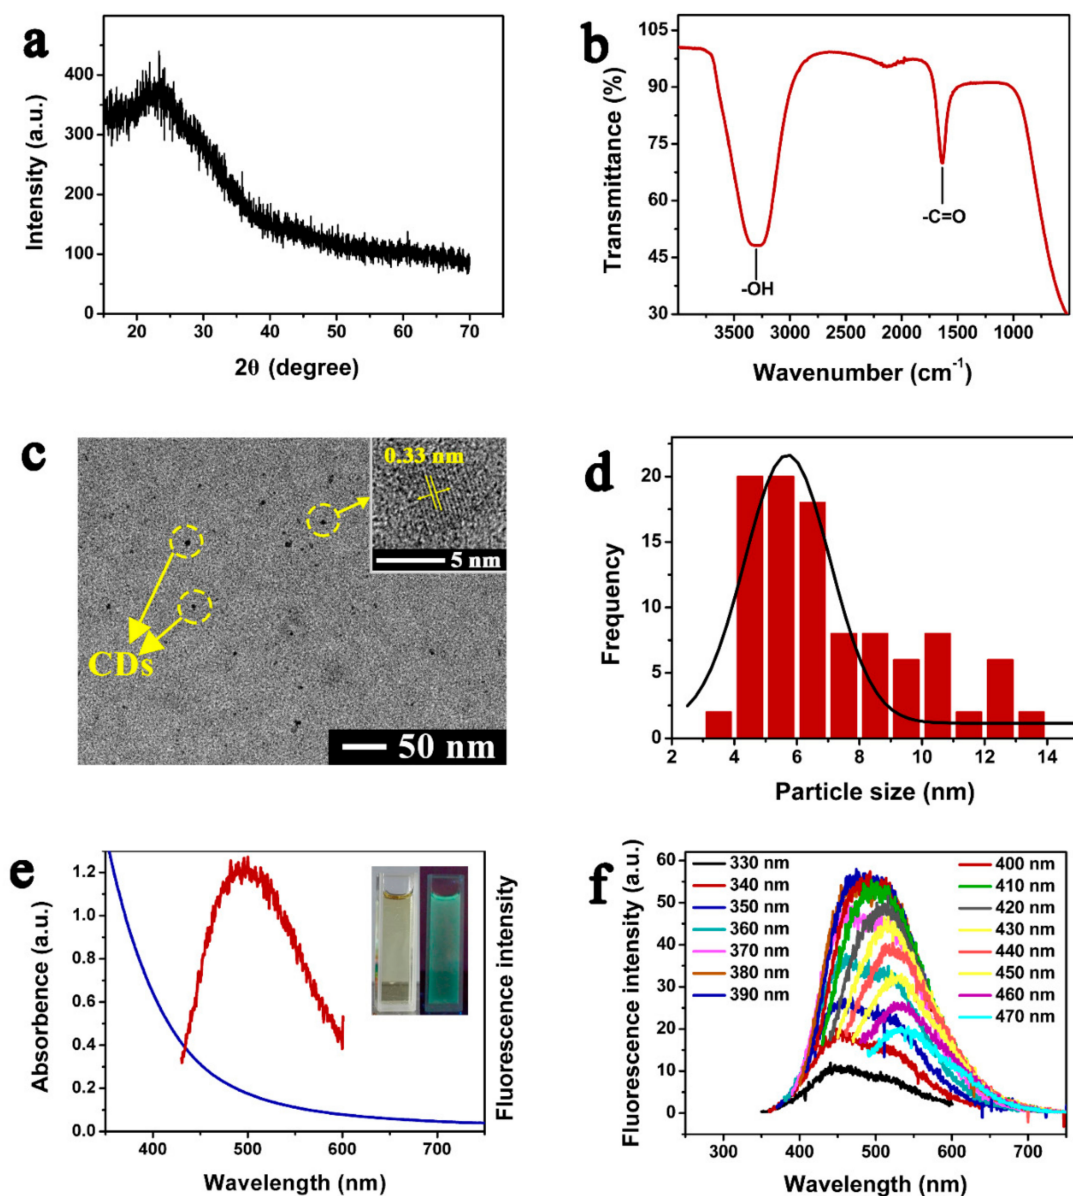 a
400
300
200
100
0
Intensity (a.u.)
20 30 40 50 60 70
2θ (degree)
b
105
90
75
60
45
30
Transmittance (%)
-C=O
-OH
3500 3000 2500 2000 1500 1000
Wavenumber (cm-1)
c
0.33 nm
5 nm
CDs
50 nm
d
20
15
10
5
0
Frequency
2 4 6 8 10 12 14
Particle size (nm)
e
1.2
1.0
0.8
0.6
0.4
0.2
0.0
Absorbence (a.u.)
Fluorescence intensity
400 500 600 700
Wavelength (nm)
f
60
50
40
30
20
10
0
Fluorescence intensity (a.u.)
330 nm
340 nm
350 nm
360 nm
370 nm
380 nm
390 nm
400 nm
410 nm
420 nm
430 nm
440 nm
450 nm
460 nm
470 nm
300 400 500 600 700
Wavelength (nm)